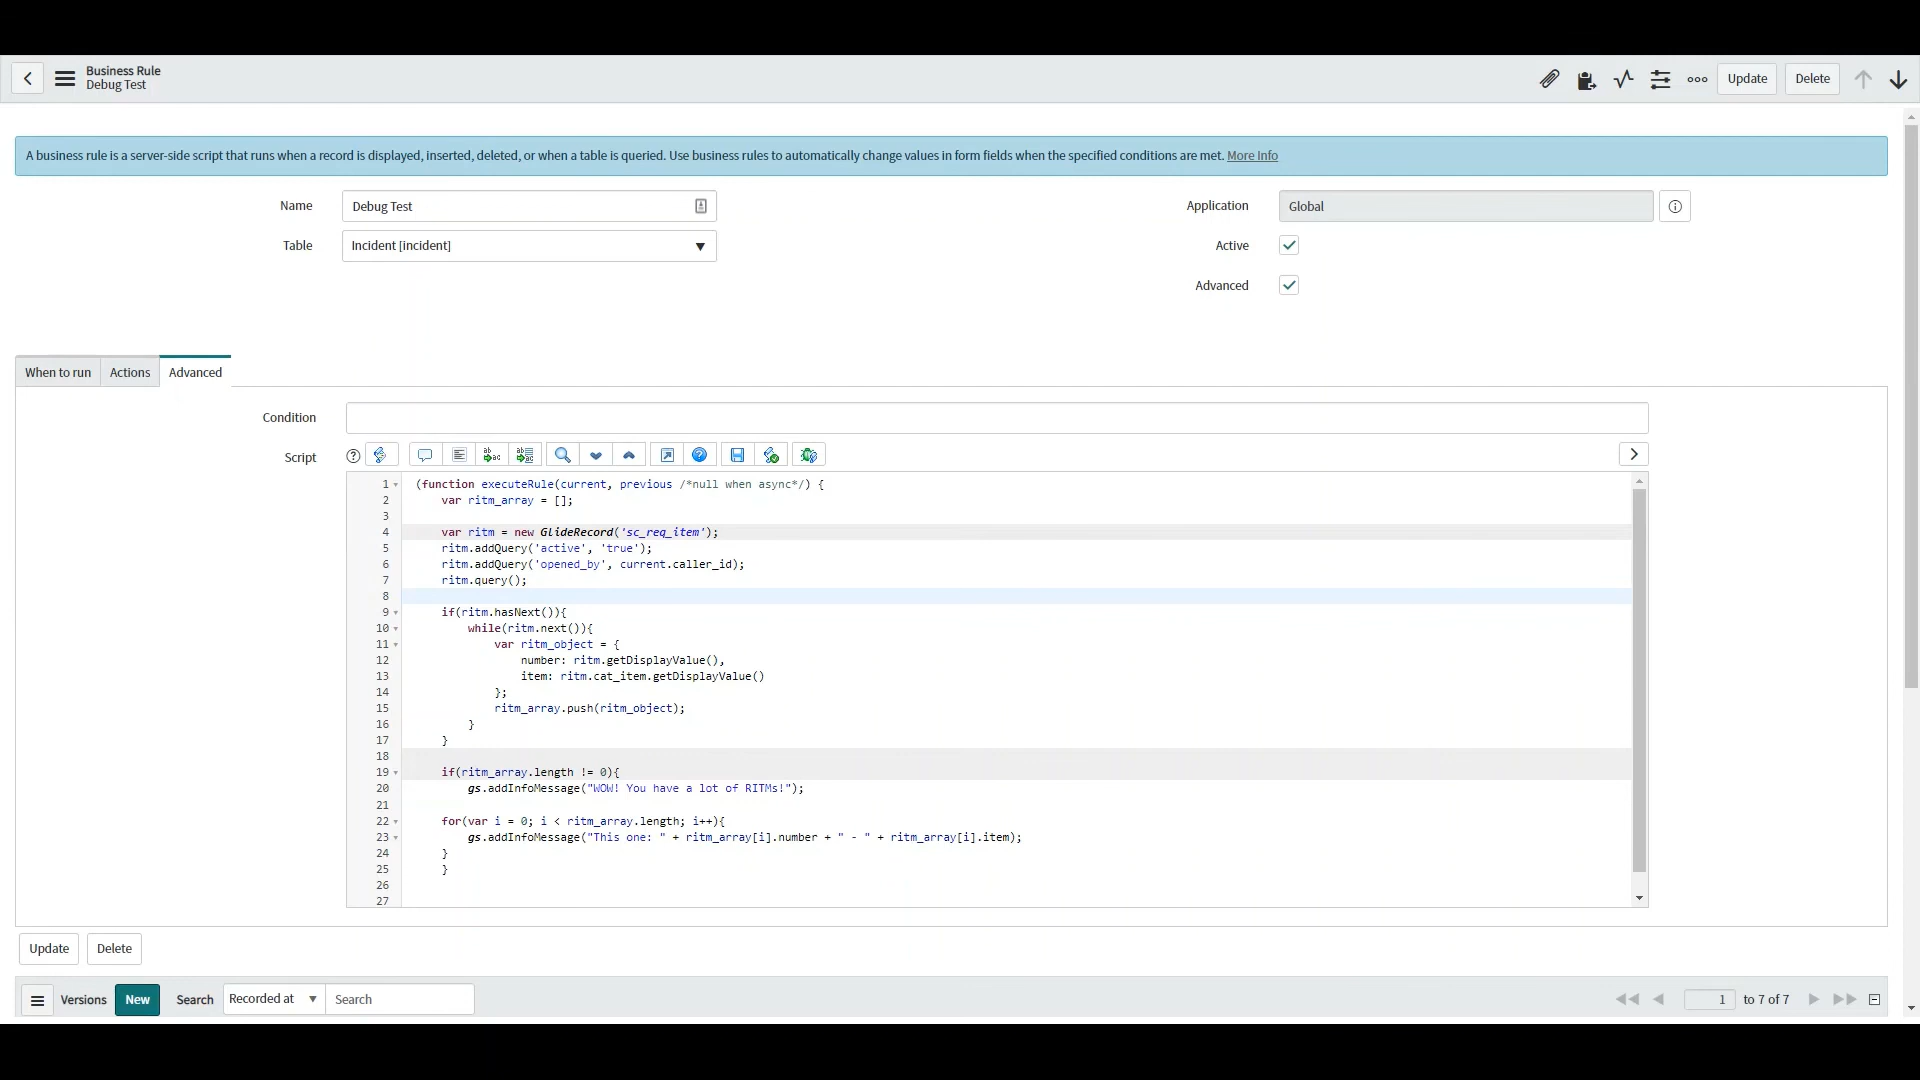 Business Rule
Debug Test
Update
Delete
A business rule is a server-side script that runs when a record is displayed, inserted, deleted, or when a table is queried. Use business rules to automatically change values in form fields when the specified conditions are met. More Info
Name
Debug Test
Application
Global
Table
Incident [incident]
Active
Advanced
When to run
Actions
Advanced
Condition
Script
1 (function executeRule(current, previous /*null when async*/) {
2 var ritm_array = [];
3
4 var ritm = new GlideRecord('sc_req_item');
5 ritm.addQuery('active', 'true');
6 ritm.addQuery('opened_by', current.caller_id);
7 ritm.query();
8
9 if(ritm.hasNext()){
10 while(ritm.next()){
11 var ritm_object = {
12 number: ritm.getDisplayValue(),
13 item: ritm.cat_item.getDisplayValue()
14 };
15 ritm_array.push(ritm_object);
16 }
17 }
18
19 if(ritm_array.length != 0){
20 gs.addInfoMessage("WOW! You have a lot of RITMs!");
21
22 for(var i = 0; i < ritm_array.length; i++){
23 gs.addInfoMessage("This one: " + ritm_array[i].number + " - " + ritm_array[i].item);
24 }
25 }
26
27
Update
Delete
Versions
New
Search
Recorded at
Search
1 to 7 of 7